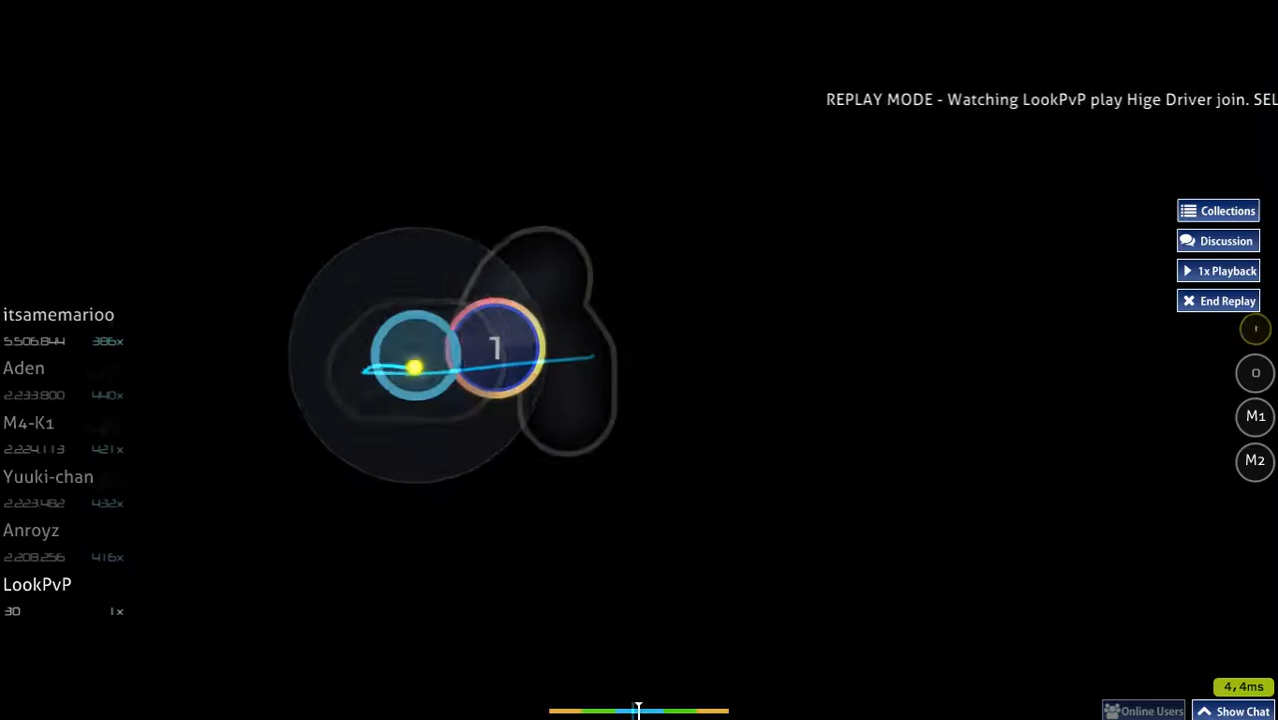 REPLAY MODE - Watching LookPvP play Hige Driver join. SEL
Collections
Discussion
1x Playback
End Replay
1
0
M1
M2
1
itsamemarioo
5.506.844 386x
Aden
2.233.800 440x
M4-K1
2.224.113 421x
Yuuki-chan
2.223.482 432x
Anroyz
2.208.256 416x
LookPvP
30 1x
4,4ms
Online Users
Show Chat